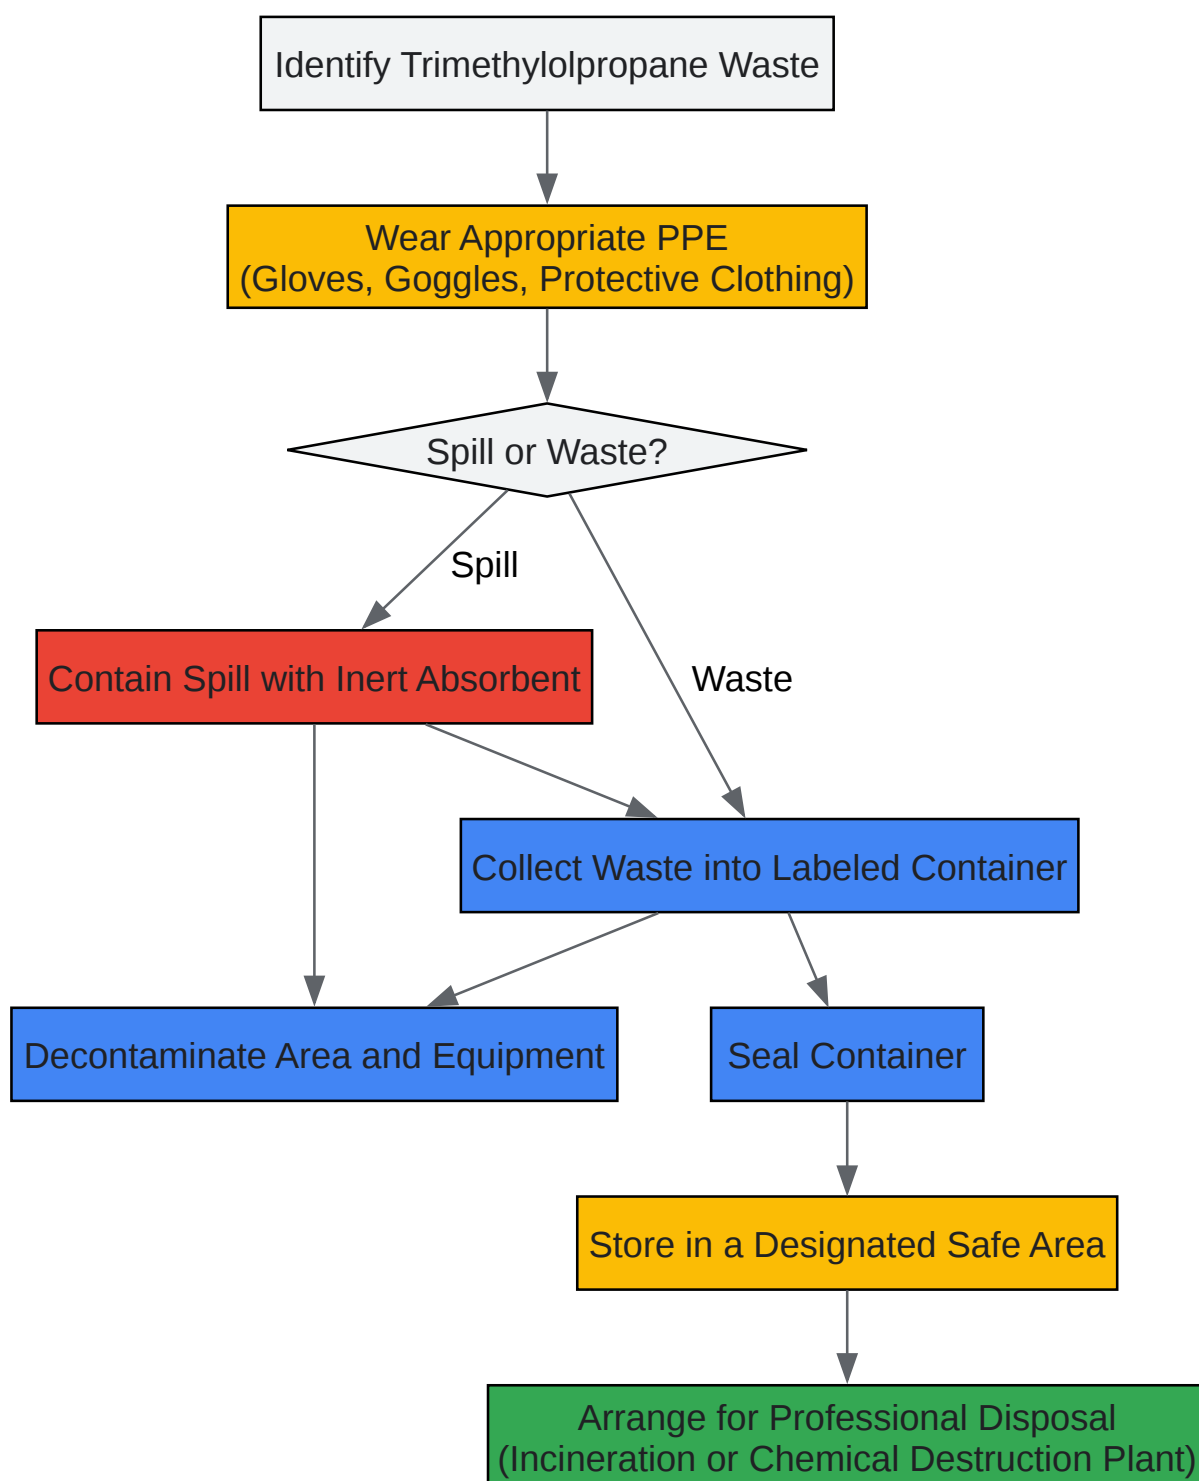 Identify Trimethylolpropane Waste
Wear Appropriate PPE
(Gloves, Goggles, Protective Clothing)
Spill or Waste?
Spill
Contain Spill with Inert Absorbent
Waste
Collect Waste into Labeled Container
Decontaminate Area and Equipment
Seal Container
Store in a Designated Safe Area
Arrange for Professional Disposal
(Incineration or Chemical Destruction Plant)